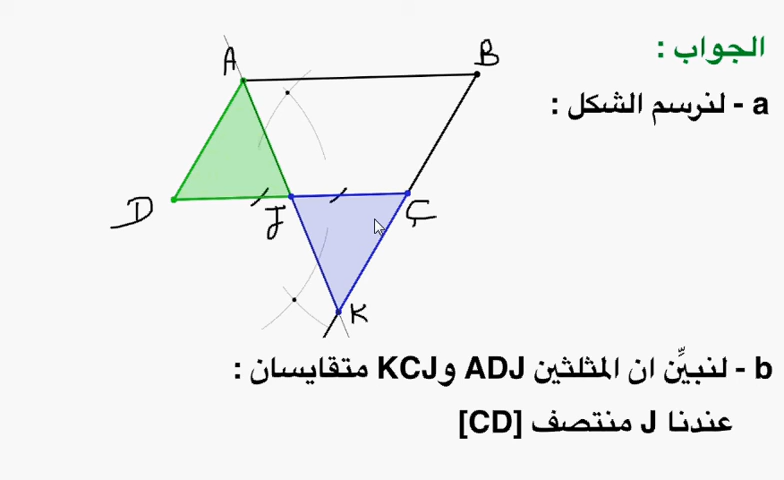 الجواب :
a - لنرسم الشكل :
A
B
D
J
C
K
b - لنبيِّن ان المثلثين ADJ وKCJ متقايسان :
عندنا J منتصف [CD]